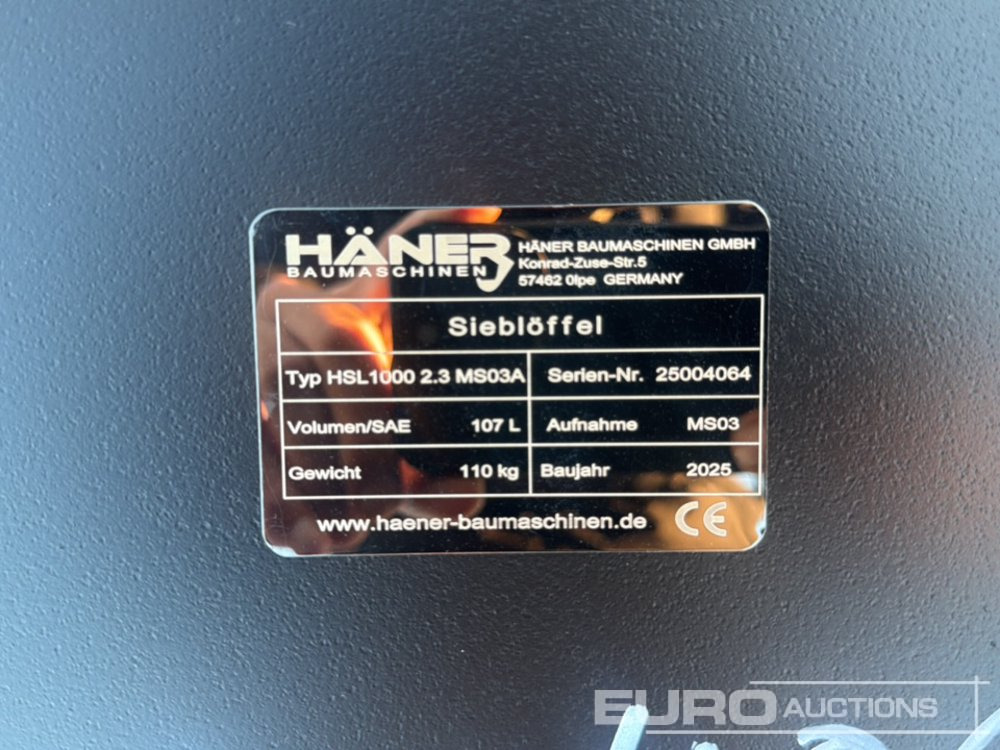 HÄNER
BAUMASCHINEN
HÄNER BAUMASCHINEN GMBH
Konrad-Zuse-Str.5
57462 Olpe GERMANY
Sieblöffel
Typ HSL1000 2.3 MS03A Serien-Nr. 25004064
Volumen/SAE 107 L Aufnahme MS03
Gewicht 110 kg Baujahr 2025
www.haener-baumaschinen.de CE
EURO AUCTIONS